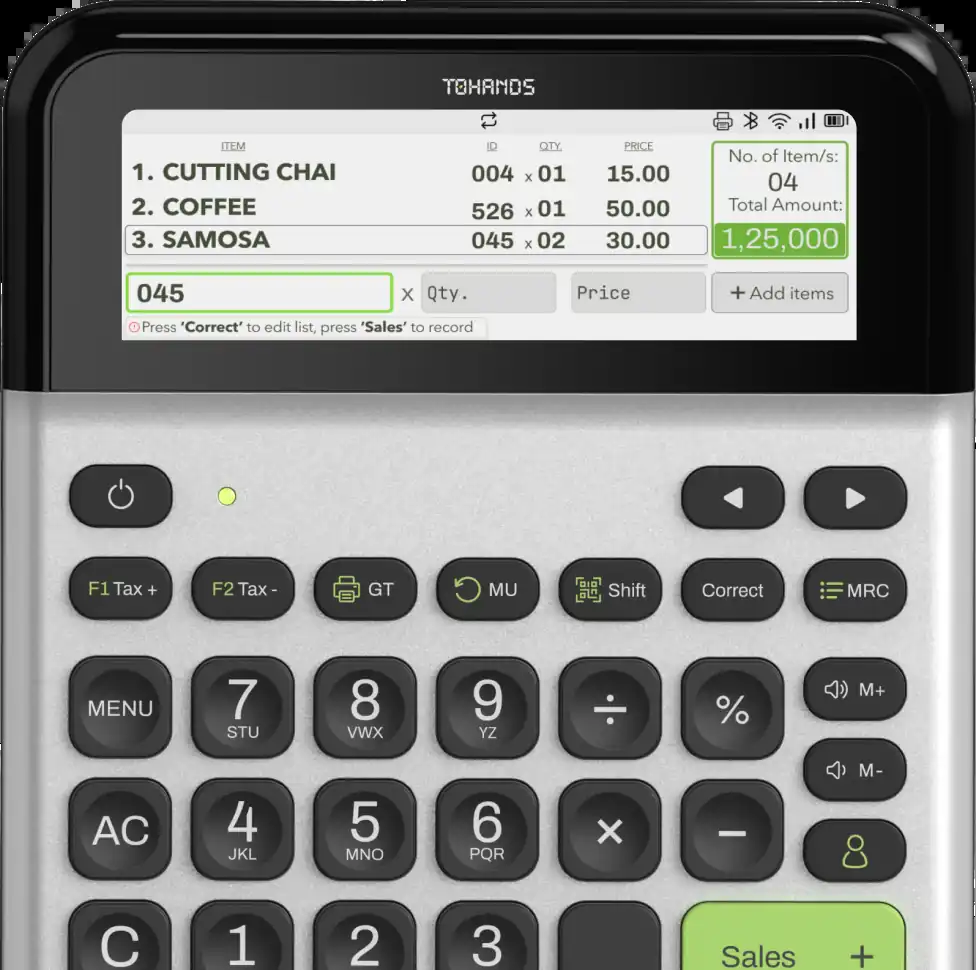 T0HANDS
ITEM ID QTY. PRICE
1. CUTTING CHAI 004 x 01 15.00
2. COFFEE 526 x 01 50.00
3. SAMOSA 045 x 02 30.00
No. of Item/s:
04
Total Amount:
1,25,000
045 X Qty. Price + Add items
Press 'Correct' to edit list, press 'Sales' to record
F1 Tax + F2 Tax - GT MU Shift Correct MRC
MENU 7 8 9 ÷ % M+
STU VWX YZ
M-
AC 4 5 6 × −
JKL MNO PQR
C 1 2 3
Sales +